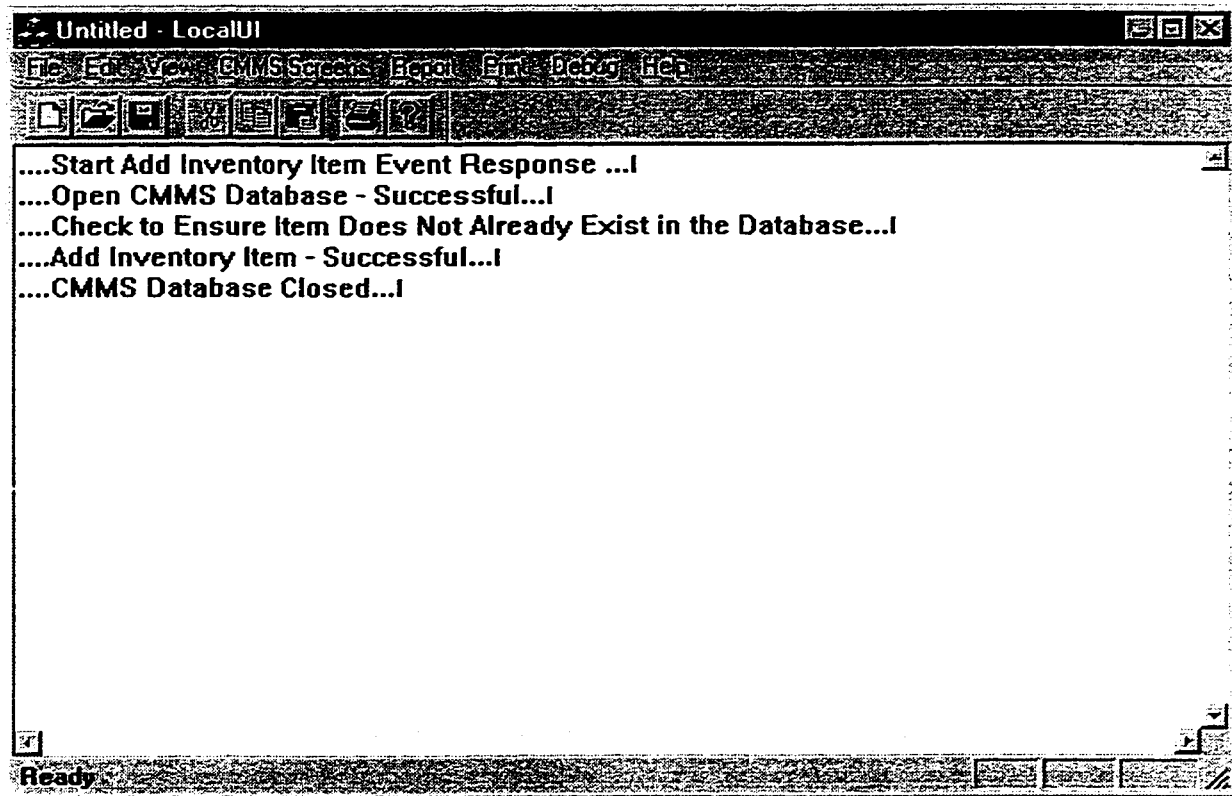 Untitled - LocalUI
File Edit View CMMS Screens Report Print Debug Help
....Start Add Inventory Item Event Response ...I
....Open CMMS Database - Successful...I
....Check to Ensure Item Does Not Already Exist in the Database...I
....Add Inventory Item - Successful...I
....CMMS Database Closed...I
Ready